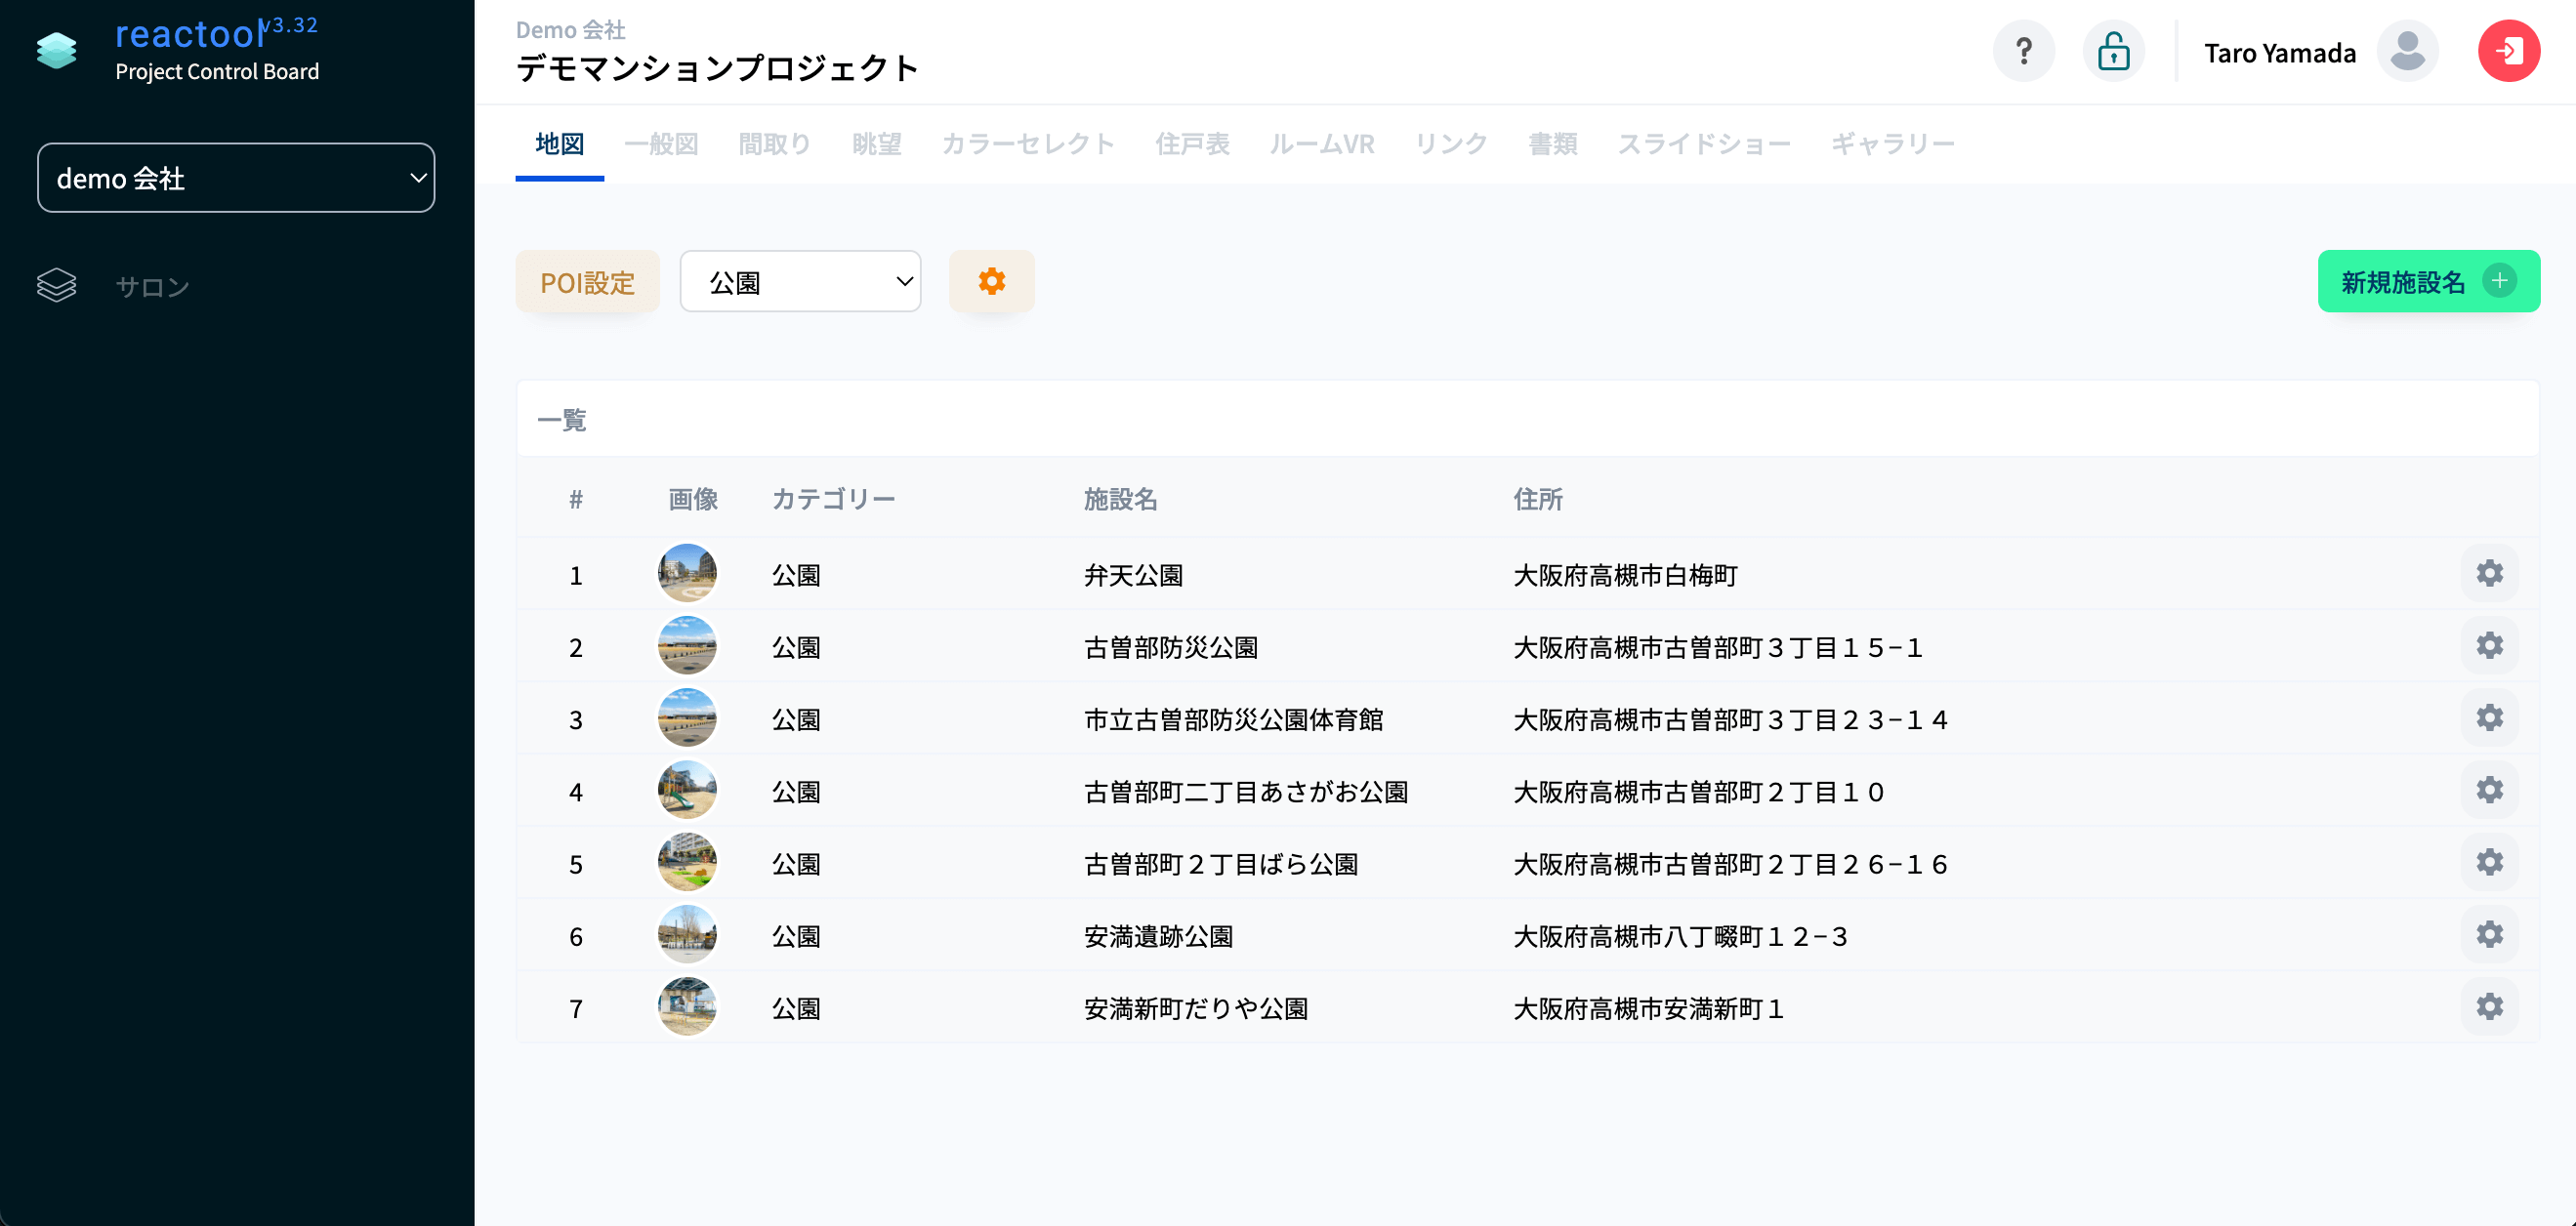 reactool v3.32
Project Control Board
demo 会社
サロン
Demo 会社
デモマンションプロジェクト
?
Taro Yamada
地図 一般図 間取り 眺望 カラーセレクト 住戸表 ルームVR リンク 書類 スライドショー ギャラリー
POI設定 公園 新規施設名 +
一覧
# 画像 カテゴリー 施設名 住所
1 公園 弁天公園 大阪府高槻市白梅町
2 公園 古曽部防災公園 大阪府高槻市古曽部町３丁目１５−１
3 公園 市立古曽部防災公園体育館 大阪府高槻市古曽部町３丁目２３−１４
4 公園 古曽部町二丁目あさがお公園 大阪府高槻市古曽部町２丁目１０
5 公園 古曽部町２丁目ばら公園 大阪府高槻市古曽部町２丁目２６−１６
6 公園 安満遺跡公園 大阪府高槻市八丁畷町１２−３
7 公園 安満新町だりや公園 大阪府高槻市安満新町１